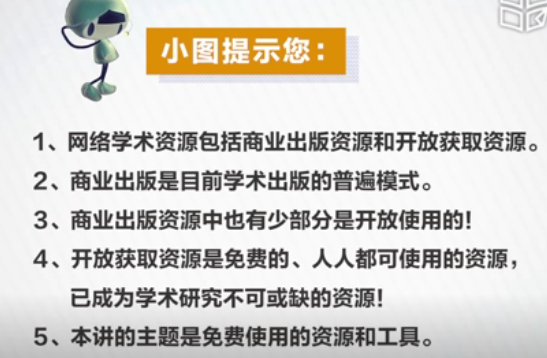 小图提示您：
1、网络学术资源包括商业出版资源和开放获取资源。
2、商业出版是目前学术出版的普遍模式。
3、商业出版资源中也有少部分是开放使用的!
4、开放获取资源是免费的、人人都可使用的资源，
已成为学术研究不可或缺的资源!
5、本讲的主题是免费使用的资源和工具。